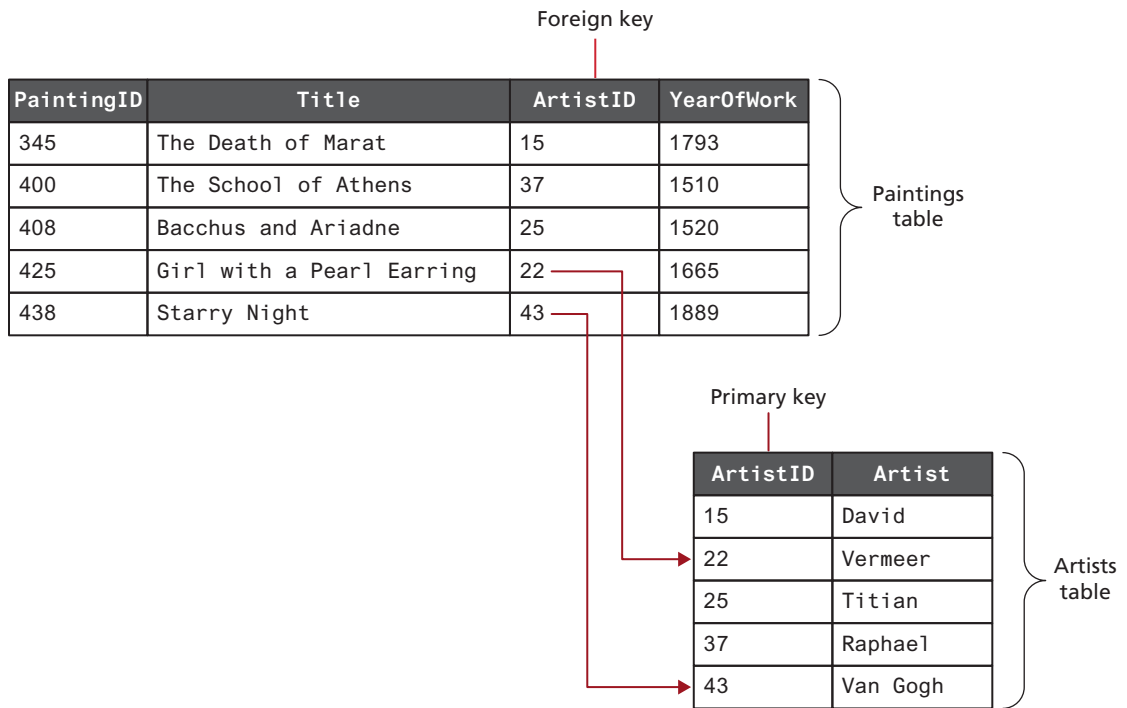 Foreign key
PaintingID Title ArtistID YearOfWork
345 The Death of Marat 15 1793
400 The School of Athens 37 1510
408 Bacchus and Ariadne 25 1520
425 Girl with a Pearl Earring 22 1665
438 Starry Night 43 1889
Paintings
table
Primary key
ArtistID Artist
15 David
22 Vermeer
25 Titian
37 Raphael
43 Van Gogh
Artists
table